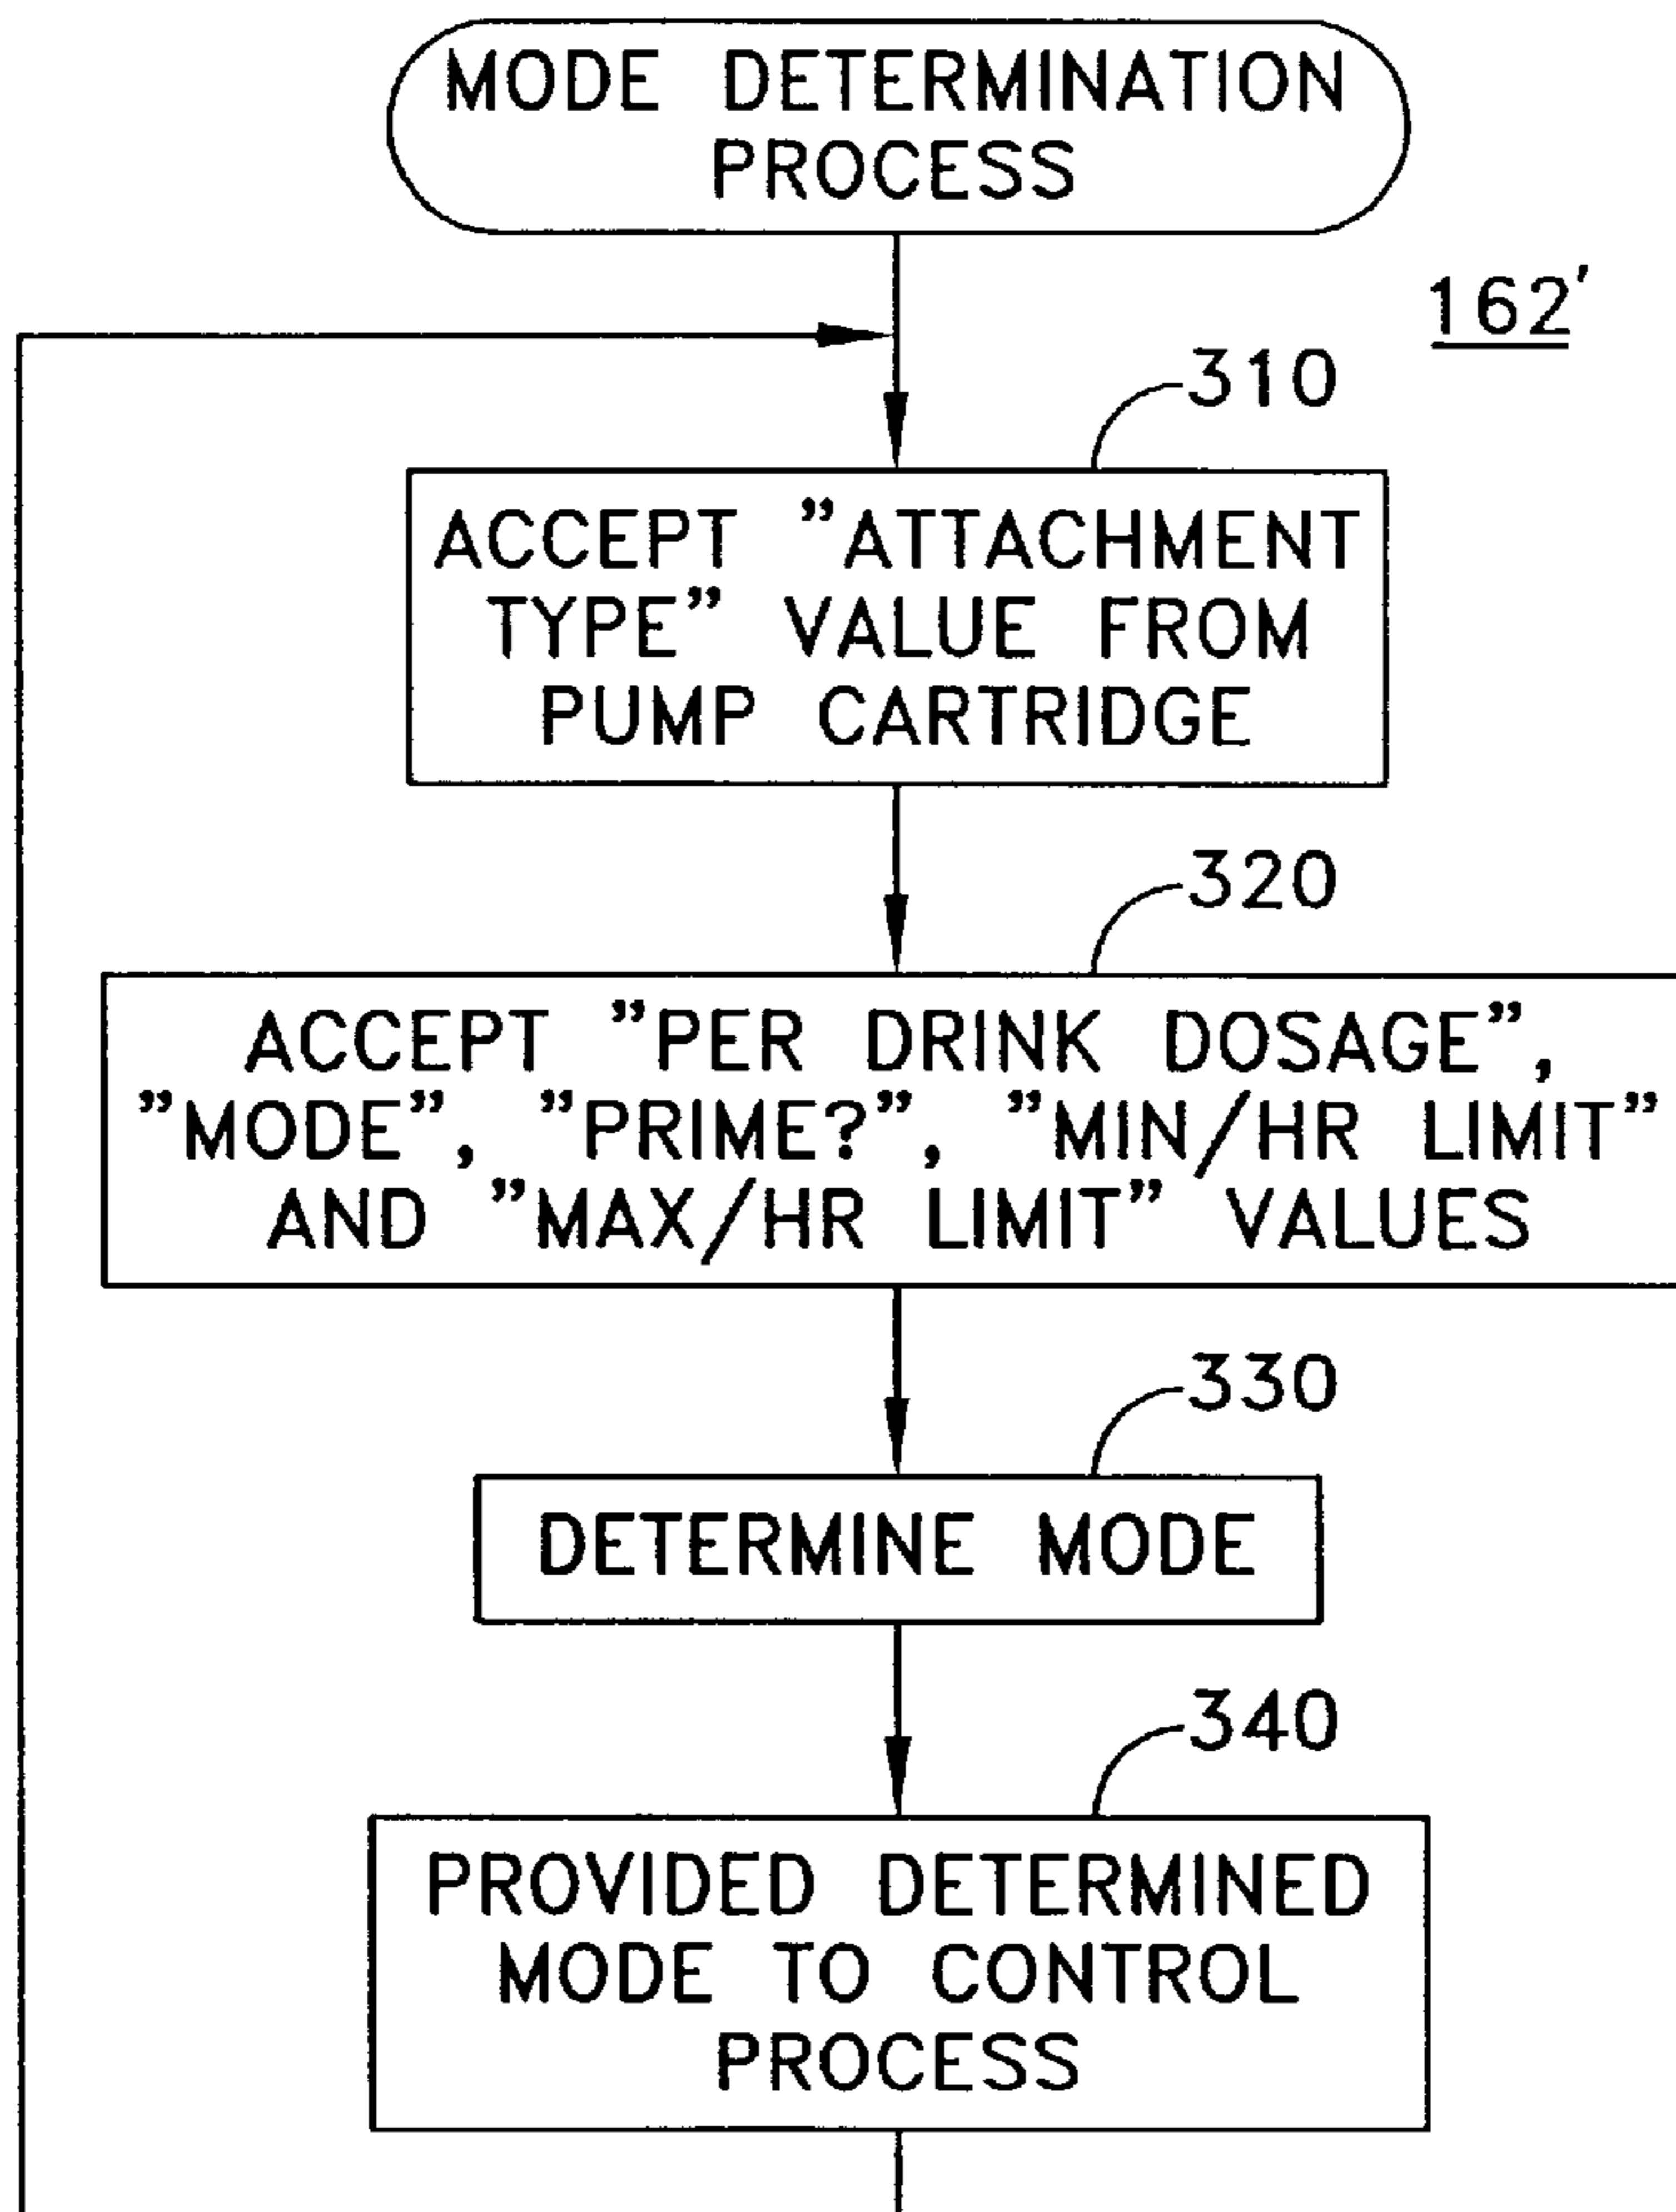 MODE DETERMINATION
PROCESS
162'
310
ACCEPT "ATTACHMENT
TYPE" VALUE FROM
PUMP CARTRIDGE
320
ACCEPT "PER DRINK DOSAGE",
"MODE", "PRIME?", "MIN/HR LIMIT"
AND "MAX/HR LIMIT" VALUES
330
DETERMINE MODE
340
PROVIDED DETERMINED
MODE TO CONTROL
PROCESS